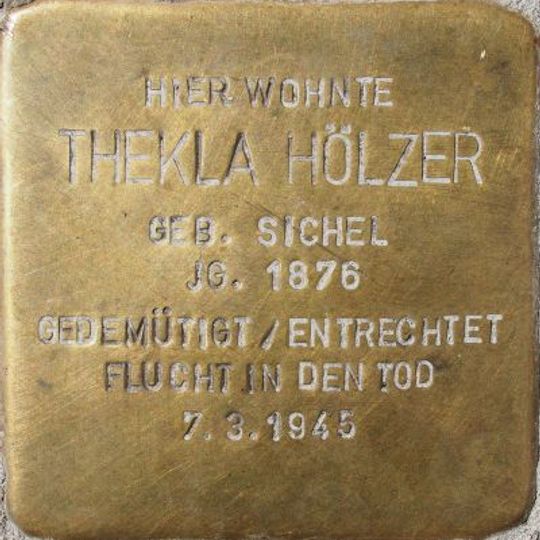 HIER WOHNTE
THEKLA HÖLZER
GEB. SICHEL
JG. 1876
GEDEMÜTIGT / ENTRECHTET
FLUCHT IN DEN TOD
7. 3. 1945